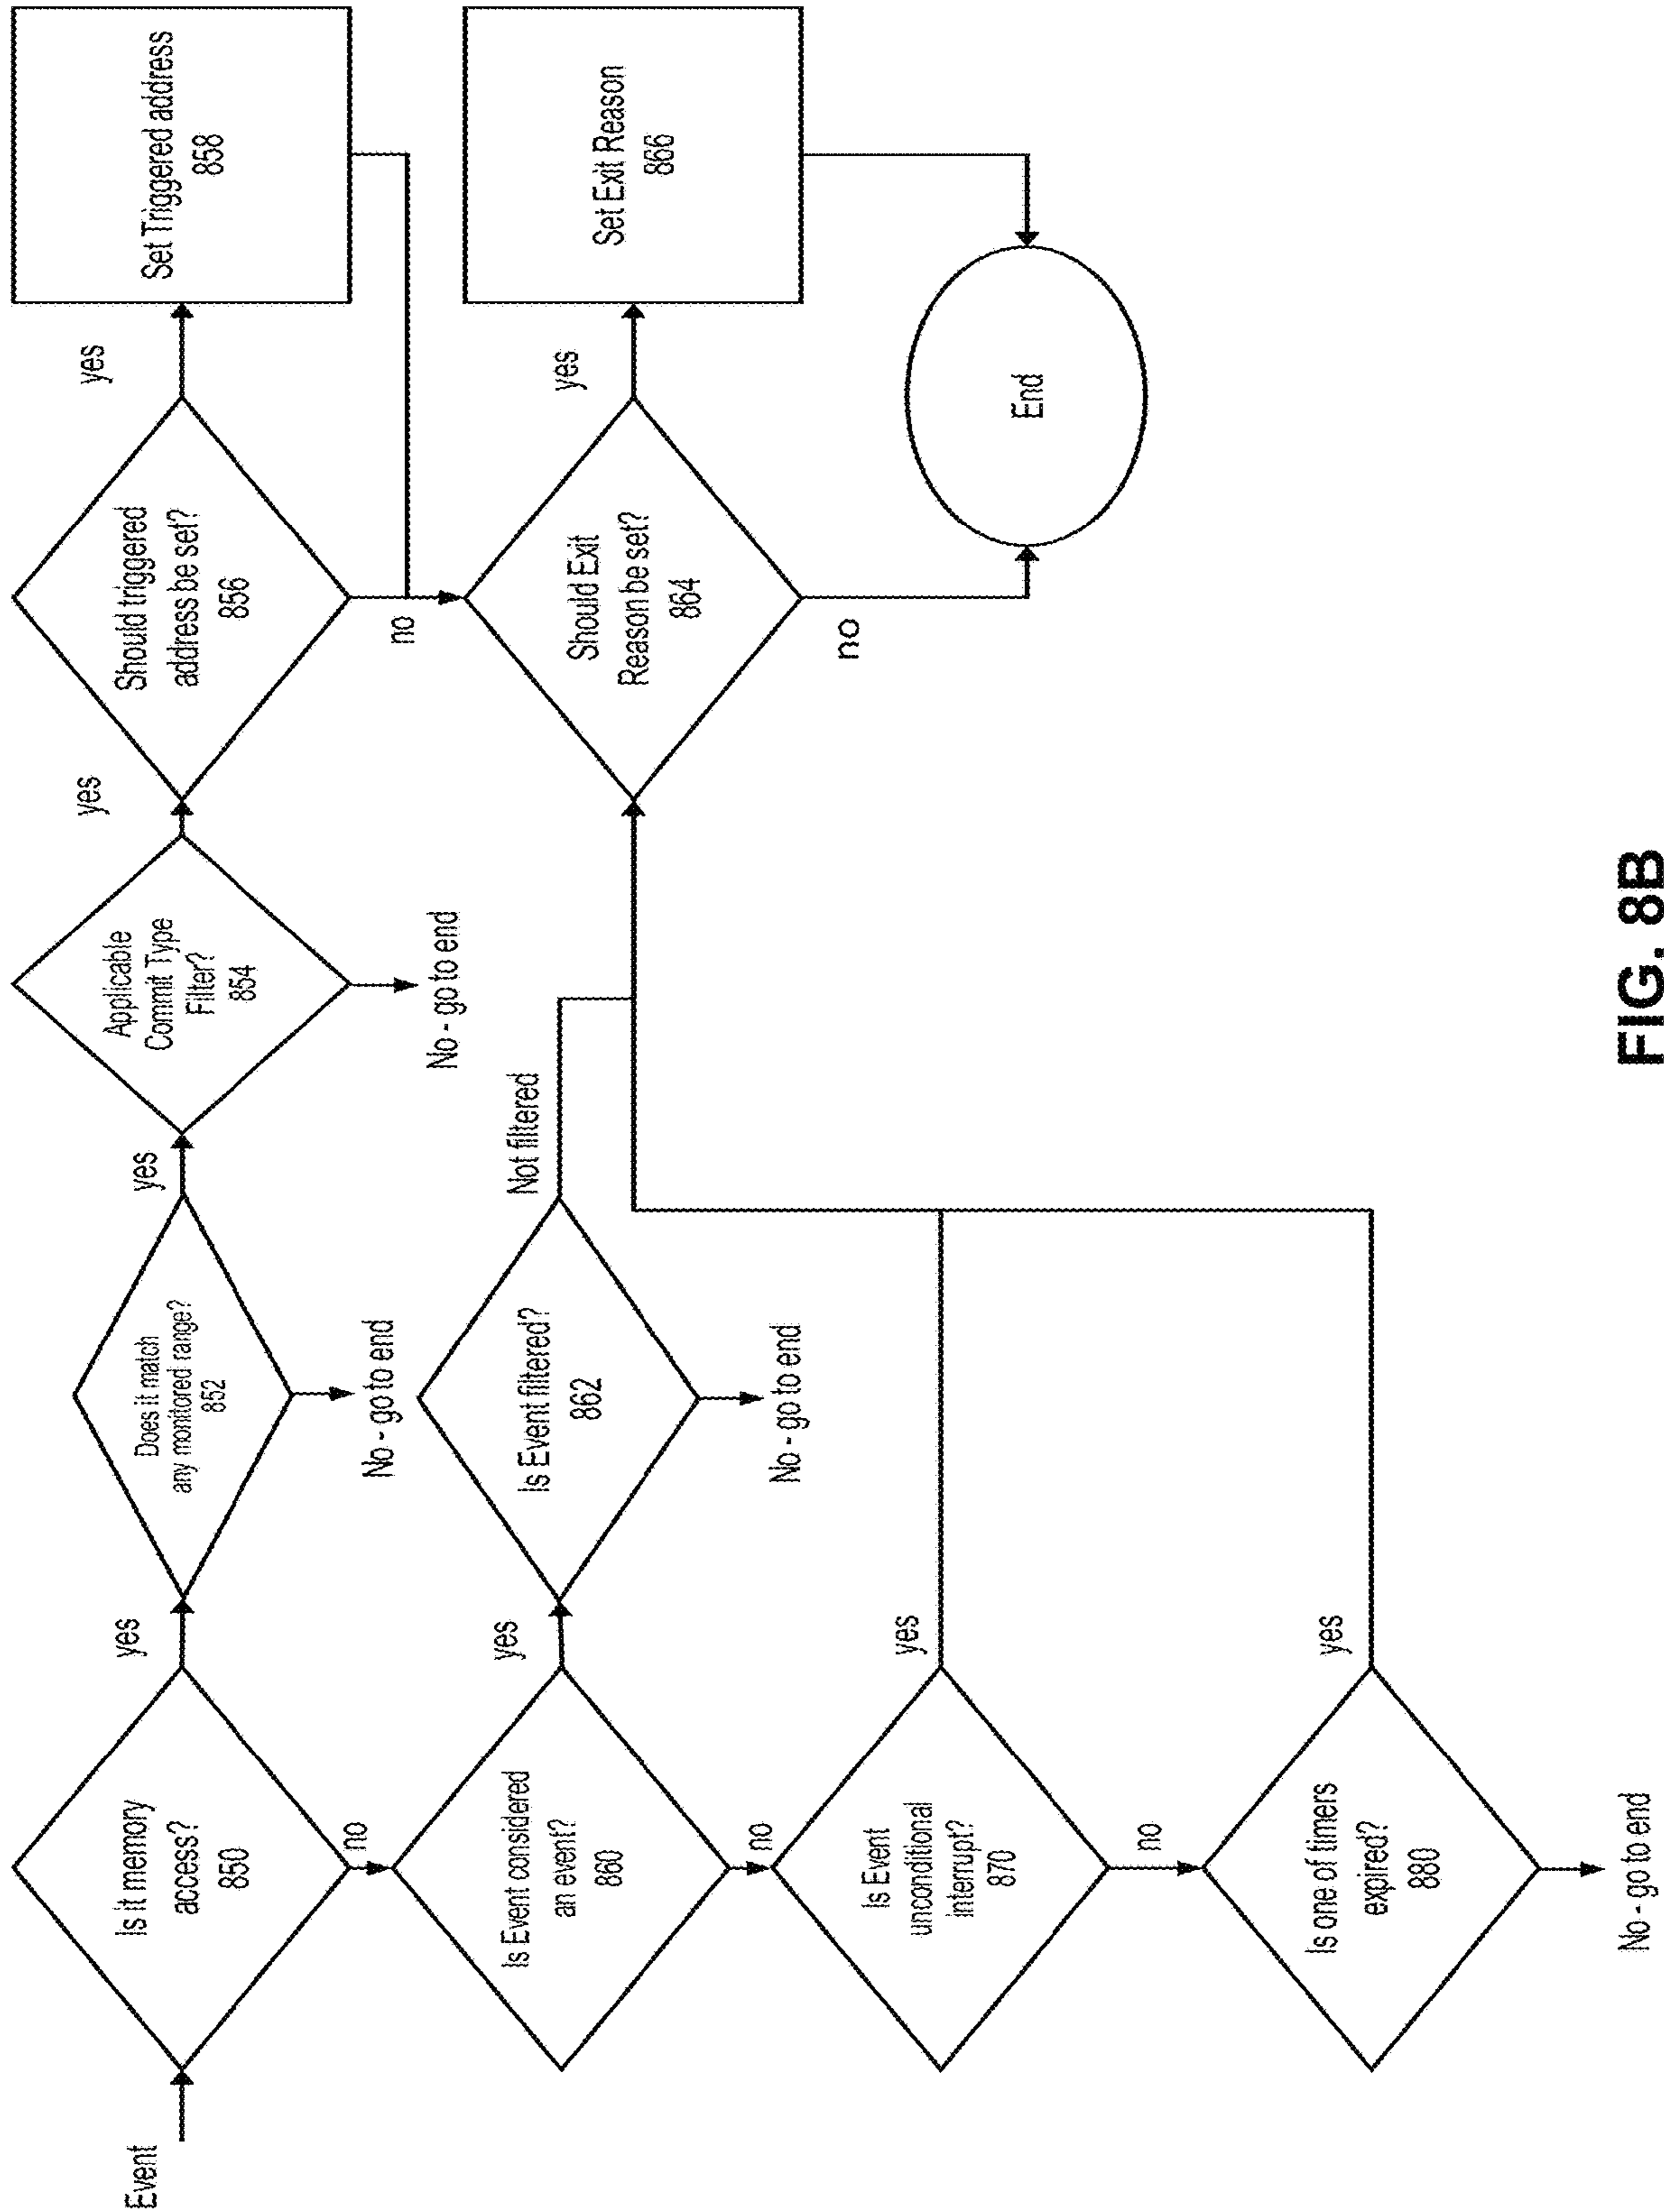 Event
Is it memory
access?
850
yes
Does it match
any monitored range?
852
yes
Applicable
Commit Type
Filter?
854
yes
Should triggered
address be set?
856
yes
Set Triggered address
858
no
No - go to end
No - go to end
no
Is Event considered
an event?
860
yes
Is Event filtered?
862
Not filtered
Should Exit
Reason be set?
864
yes
Set Exit Reason
866
no
No - go to end
no
Is Event
unconditional
interrupt?
870
yes
End
no
Is one of timers
expired?
880
yes
No - go to end
FIG. 8B